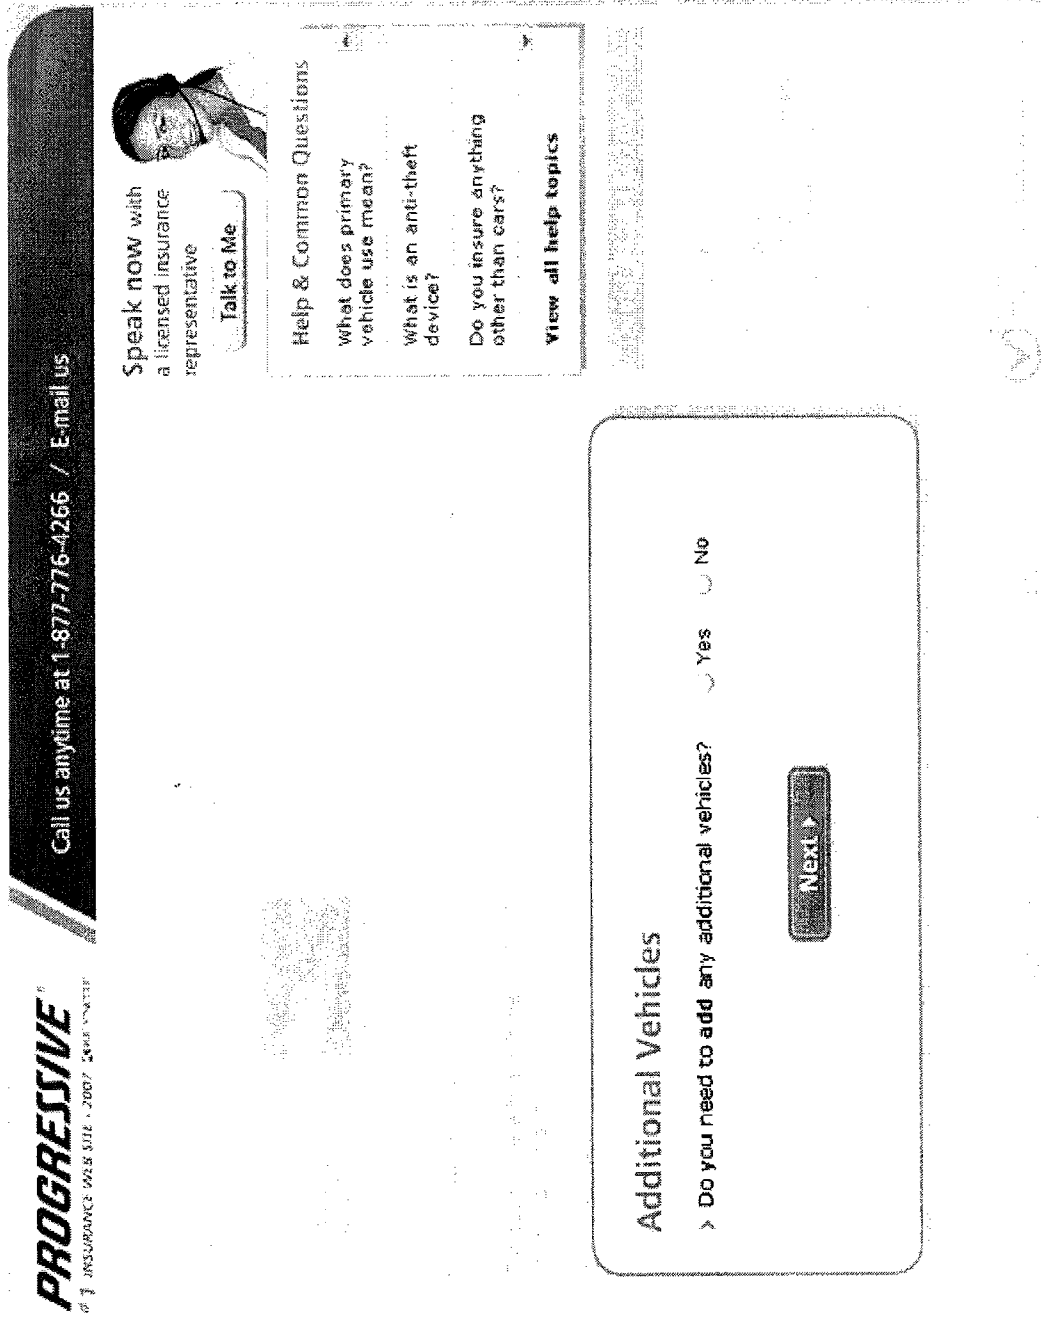 PROGRESSIVE
#1 INSURANCE WEB SITE - 2007
Call us anytime at 1-877-776-4266 / E-mail us
Speak now with
a licensed insurance
representative
Talk to Me
Help & Common Questions
What does primary
vehicle use mean?
What is an anti-theft
device?
Do you insure anything
other than cars?
View all help topics
Additional Vehicles
> Do you need to add any additional vehicles? Yes No
Next